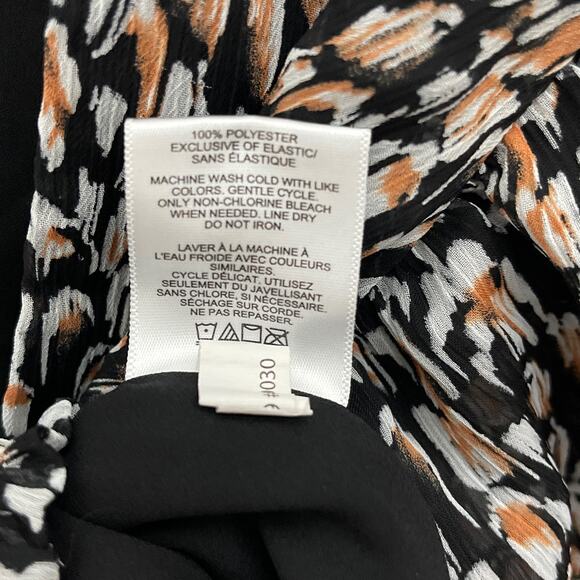 100% POLYESTER
EXCLUSIVE OF ELASTIC/
SANS ÉLASTIQUE
MACHINE WASH COLD WITH LIKE
COLORS. GENTLE CYCLE.
ONLY NON-CHLORINE BLEACH
WHEN NEEDED. LINE DRY
DO NOT IRON.
LAVER À LA MACHINE À
L'EAU FROIDE AVEC COULEURS
SIMILAIRES.
CYCLE DÉLICAT. UTILISEZ
SEULEMENT DU JAVELLISANT
SANS CHLORE, SI NÉCESSAIRE.
SÉCHAGE SUR CORDE.
NE PAS REPASSER.
030#